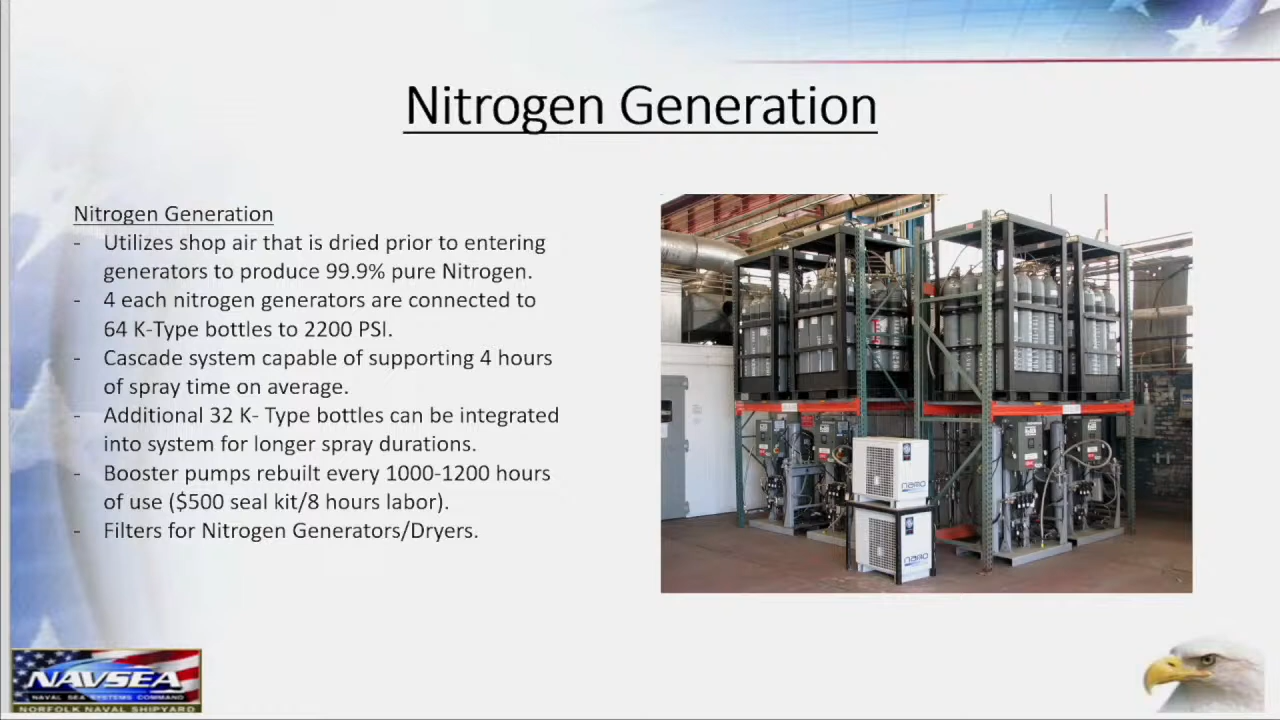 Nitrogen Generation
Nitrogen Generation
- Utilizes shop air that is dried prior to entering
generators to produce 99.9% pure Nitrogen.
- 4 each nitrogen generators are connected to
64 K-Type bottles to 2200 PSI.
- Cascade system capable of supporting 4 hours
of spray time on average.
- Additional 32 K- Type bottles can be integrated
into system for longer spray durations.
- Booster pumps rebuilt every 1000-1200 hours
of use ($500 seal kit/8 hours labor).
- Filters for Nitrogen Generators/Dryers.
nano
nano
NAVSEA
NAVAL SEA SYSTEMS COMMAND
NORFOLK NAVAL SHIPYARD